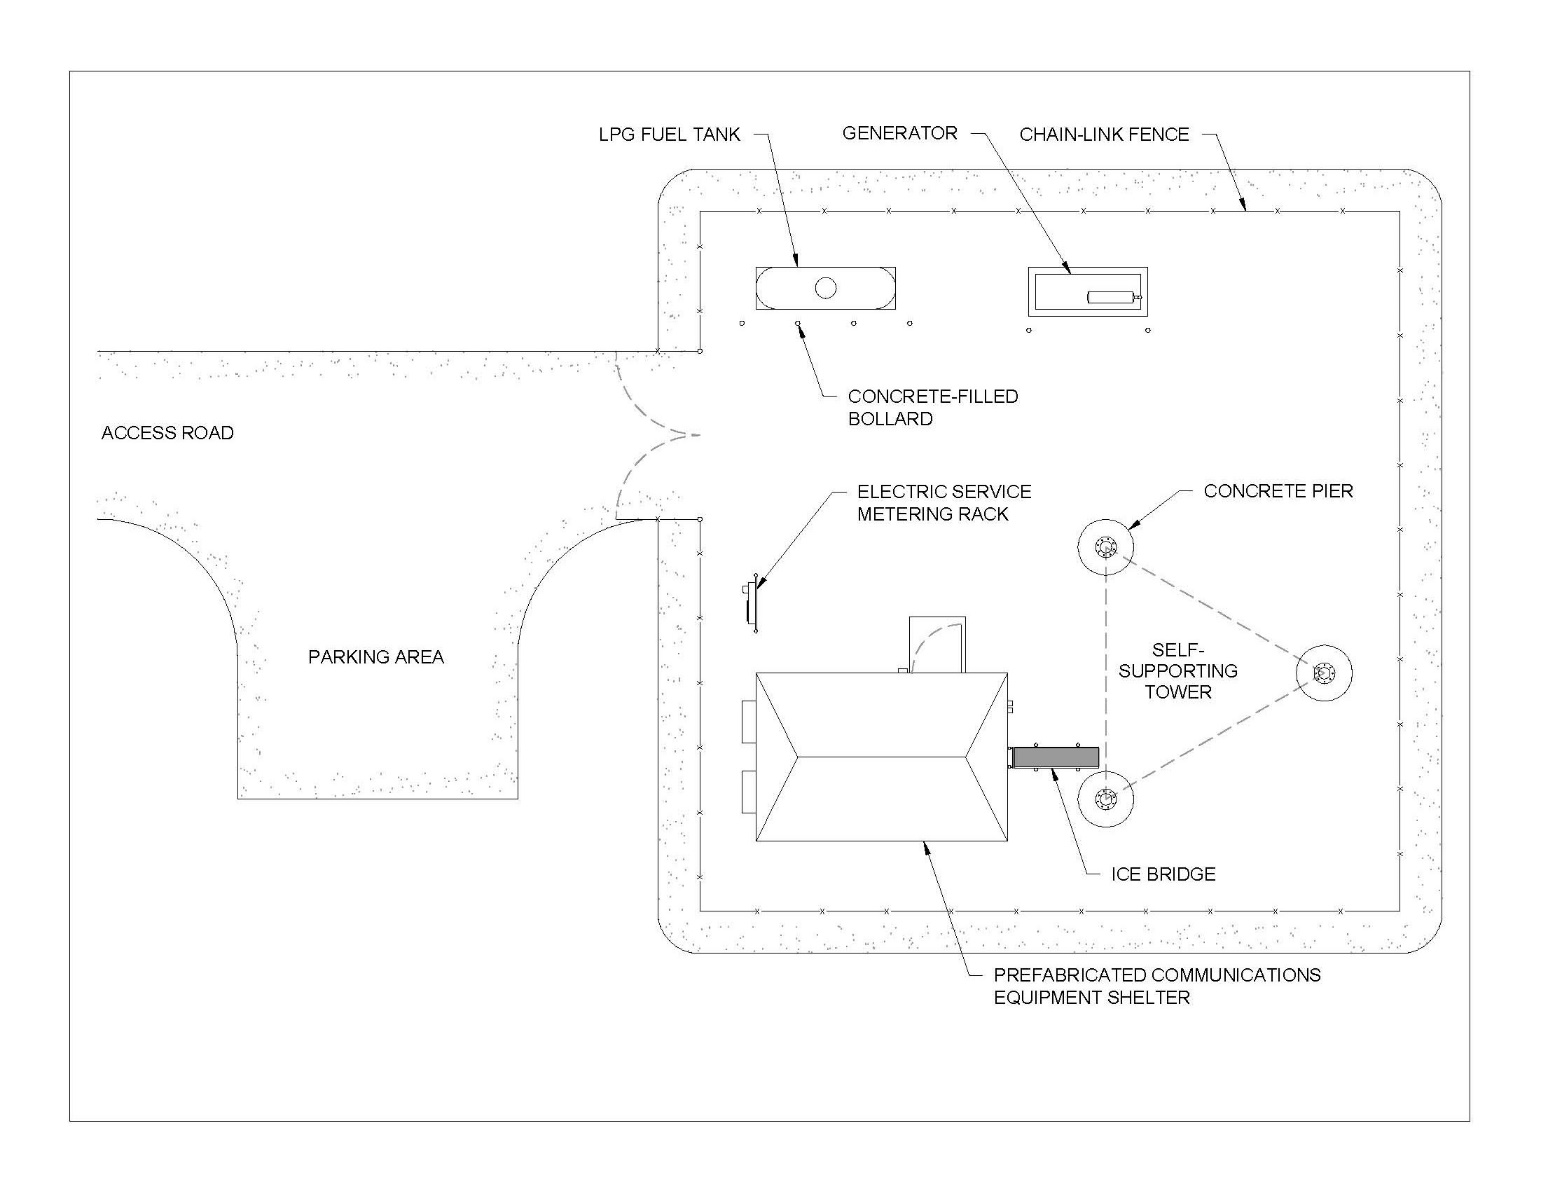 LPG FUEL TANK
GENERATOR
CHAIN-LINK FENCE
CONCRETE-FILLED
BOLLARD
ACCESS ROAD
ELECTRIC SERVICE
METERING RACK
CONCRETE PIER
PARKING AREA
SELF-
SUPPORTING
TOWER
ICE BRIDGE
PREFABRICATED COMMUNICATIONS
EQUIPMENT SHELTER